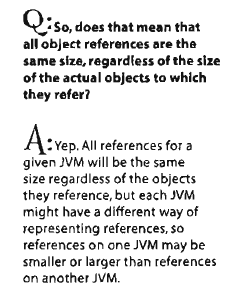 Q: So, does that mean that
all object references are the
same size, regardless of the size
of the actual objects to which
they refer?
A: Yep. All references for a
given JVM will be the same
size regardless of the objects
they reference, but each JVM
might have a different way of
representing references, so
references on one JVM may be
smaller or larger than references
on another JVM.